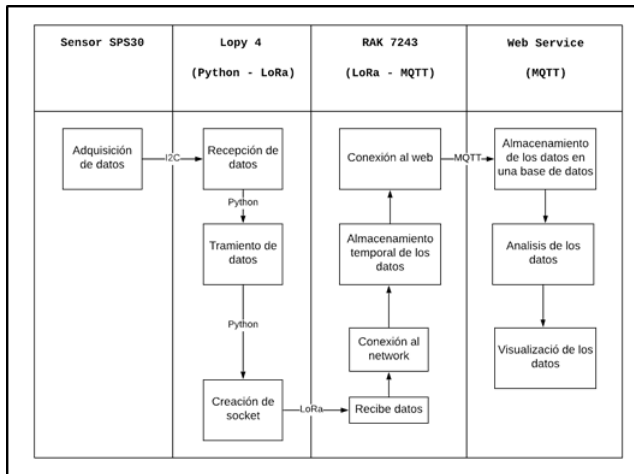 Sensor SPS30
Lopy 4
(Python - LoRa)
RAK 7243
(LoRa - MQTT)
Web Service
(MQTT)
Adquisición
de datos
I2C
Recepción de
datos
Python
Tramiento de
datos
Python
Creación de
socket
LoRa
Recibe datos
Conexión al
network
Almacenamiento
temporal de los
datos
Conexión al web
MQTT
Almacenamiento
de los datos en
una base de datos
Analisis de los
datos
Visualizació de los
datos